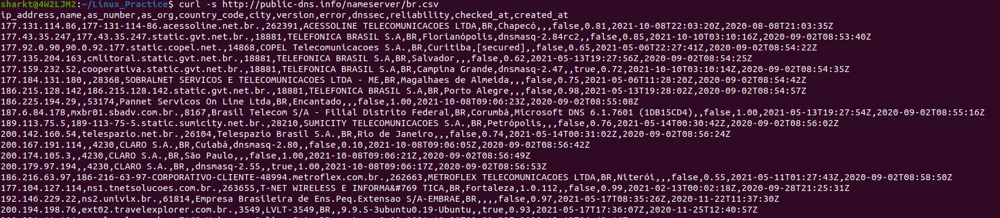 sharkt@4W2LJM2:~/Linux_Practice$ curl -s http://public-dns.info/nameserver/br.csv
ip_address,name,as_number,as_org,country_code,city,version,error,dnssec,reliability,checked_at,created_at
177.131.114.86,177-131-114-86.acessoline.net.br.,262391,ACESSOLINE TELECOMUNICACOES LTDA,BR,Chapecó,,,false,0.81,2021-10-08T22:03:20Z,2020-08-08T21:03:35Z
177.43.35.247,177.43.35.247.static.gvt.net.br.,18881,TELEFONICA BRASIL S.A,BR,Florianópolis,dnsmasq-2.84rc2,,false,0.85,2021-10-10T03:10:16Z,2020-09-02T08:53:40Z
177.92.0.90,90.0.92.177.static.copel.net.,14868,COPEL Telecomunicacoes S.A.,BR,Curitiba,[secured],,false,0.65,2021-05-06T22:27:41Z,2020-09-02T08:54:22Z
177.135.204.163,cmlitoral.static.gvt.net.br.,18881,TELEFONICA BRASIL S.A,BR,Salvador,,,false,0.62,2021-05-13T19:27:56Z,2020-09-02T08:54:25Z
177.159.232.52,cooperativa.static.gvt.net.br.,18881,TELEFONICA BRASIL S.A,BR,Campina Grande,dnsmasq-2.47,,true,0.72,2021-10-10T03:10:14Z,2020-09-02T08:54:35Z
177.184.131.180,,28368,SOBRALNET SERVICOS E TELECOMUNICACOES LTDA - ME,BR,Magalhaes de Almeida,,,false,0.75,2021-05-06T11:28:20Z,2020-09-02T08:54:42Z
186.215.128.142,186.215.128.142.static.gvt.net.br.,18881,TELEFONICA BRASIL S.A,BR,Porto Alegre,,,false,0.98,2021-05-13T19:28:02Z,2020-09-02T08:54:57Z
186.225.194.29,,53174,Pannet Servicos On Line Ltda,BR,Encantado,,,false,1.00,2021-10-08T09:06:23Z,2020-09-02T08:55:08Z
187.6.84.178,mxbr01.sbadv.com.br.,8167,Brasil Telecom S/A - Filial Distrito Federal,BR,Corumbá,Microsoft DNS 6.1.7601 (1DB15CD4),,false,1.00,2021-05-13T19:27:54Z,2020-09-02T08:55:16Z
189.113.75.5,189-113-75-5.static.sumicity.net.br.,28210,SUMICITY TELECOMUNICACOES S.A.,BR,Petrópolis,,,false,0.76,2021-05-14T00:30:42Z,2020-09-02T08:56:02Z
200.142.160.54,telespazio.net.br.,26104,Telespazio Brasil S.A.,BR,Rio de Janeiro,,,false,0.74,2021-05-14T00:31:02Z,2020-09-02T08:56:24Z
200.167.191.114,,4230,CLARO S.A.,BR,Cuiabá,dnsmasq-2.80,,false,0.10,2021-10-08T09:06:05Z,2020-09-02T08:56:42Z
200.174.105.3,,4230,CLARO S.A.,BR,São Paulo,,,false,1.00,2021-10-08T09:06:21Z,2020-09-02T08:56:49Z
200.179.97.194,,4230,CLARO S.A.,BR,,dnsmasq-2.55,,true,1.00,2021-10-08T09:06:17Z,2020-09-02T08:56:53Z
186.216.63.97,186-216-63-97-CORPORATIVO-CLIENTE-48994.metroflex.com.br.,262663,METROFLEX TELECOMUNICACOES LTDA,BR,Niterói,,,false,0.55,2021-05-11T01:27:43Z,2020-09-02T08:58:50Z
177.104.127.114,ns1.tnetsolucoes.com.br.,263655,T-NET WIRELESS E INFORMA&#769 TICA,BR,Fortaleza,1.0.112,,false,0.99,2021-02-13T00:02:18Z,2020-09-28T21:25:31Z
192.146.229.22,ns2.univix.br.,61814,Empresa Brasileira de Ens.Peq.Extensao S/A-EMBRAE,BR,,,,false,0.97,2021-05-17T08:35:26Z,2020-11-22T11:37:30Z
200.194.198.76,ext02.travelexplorer.com.br.,3549,LVLT-3549,BR,,9.9.5-3ubuntu0.19-Ubuntu,,true,0.93,2021-05-17T17:36:07Z,2020-11-25T12:40:57Z